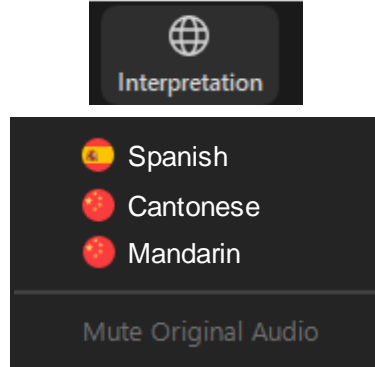 Interpretation
Spanish
Cantonese
Mandarin
Mute Original Audio